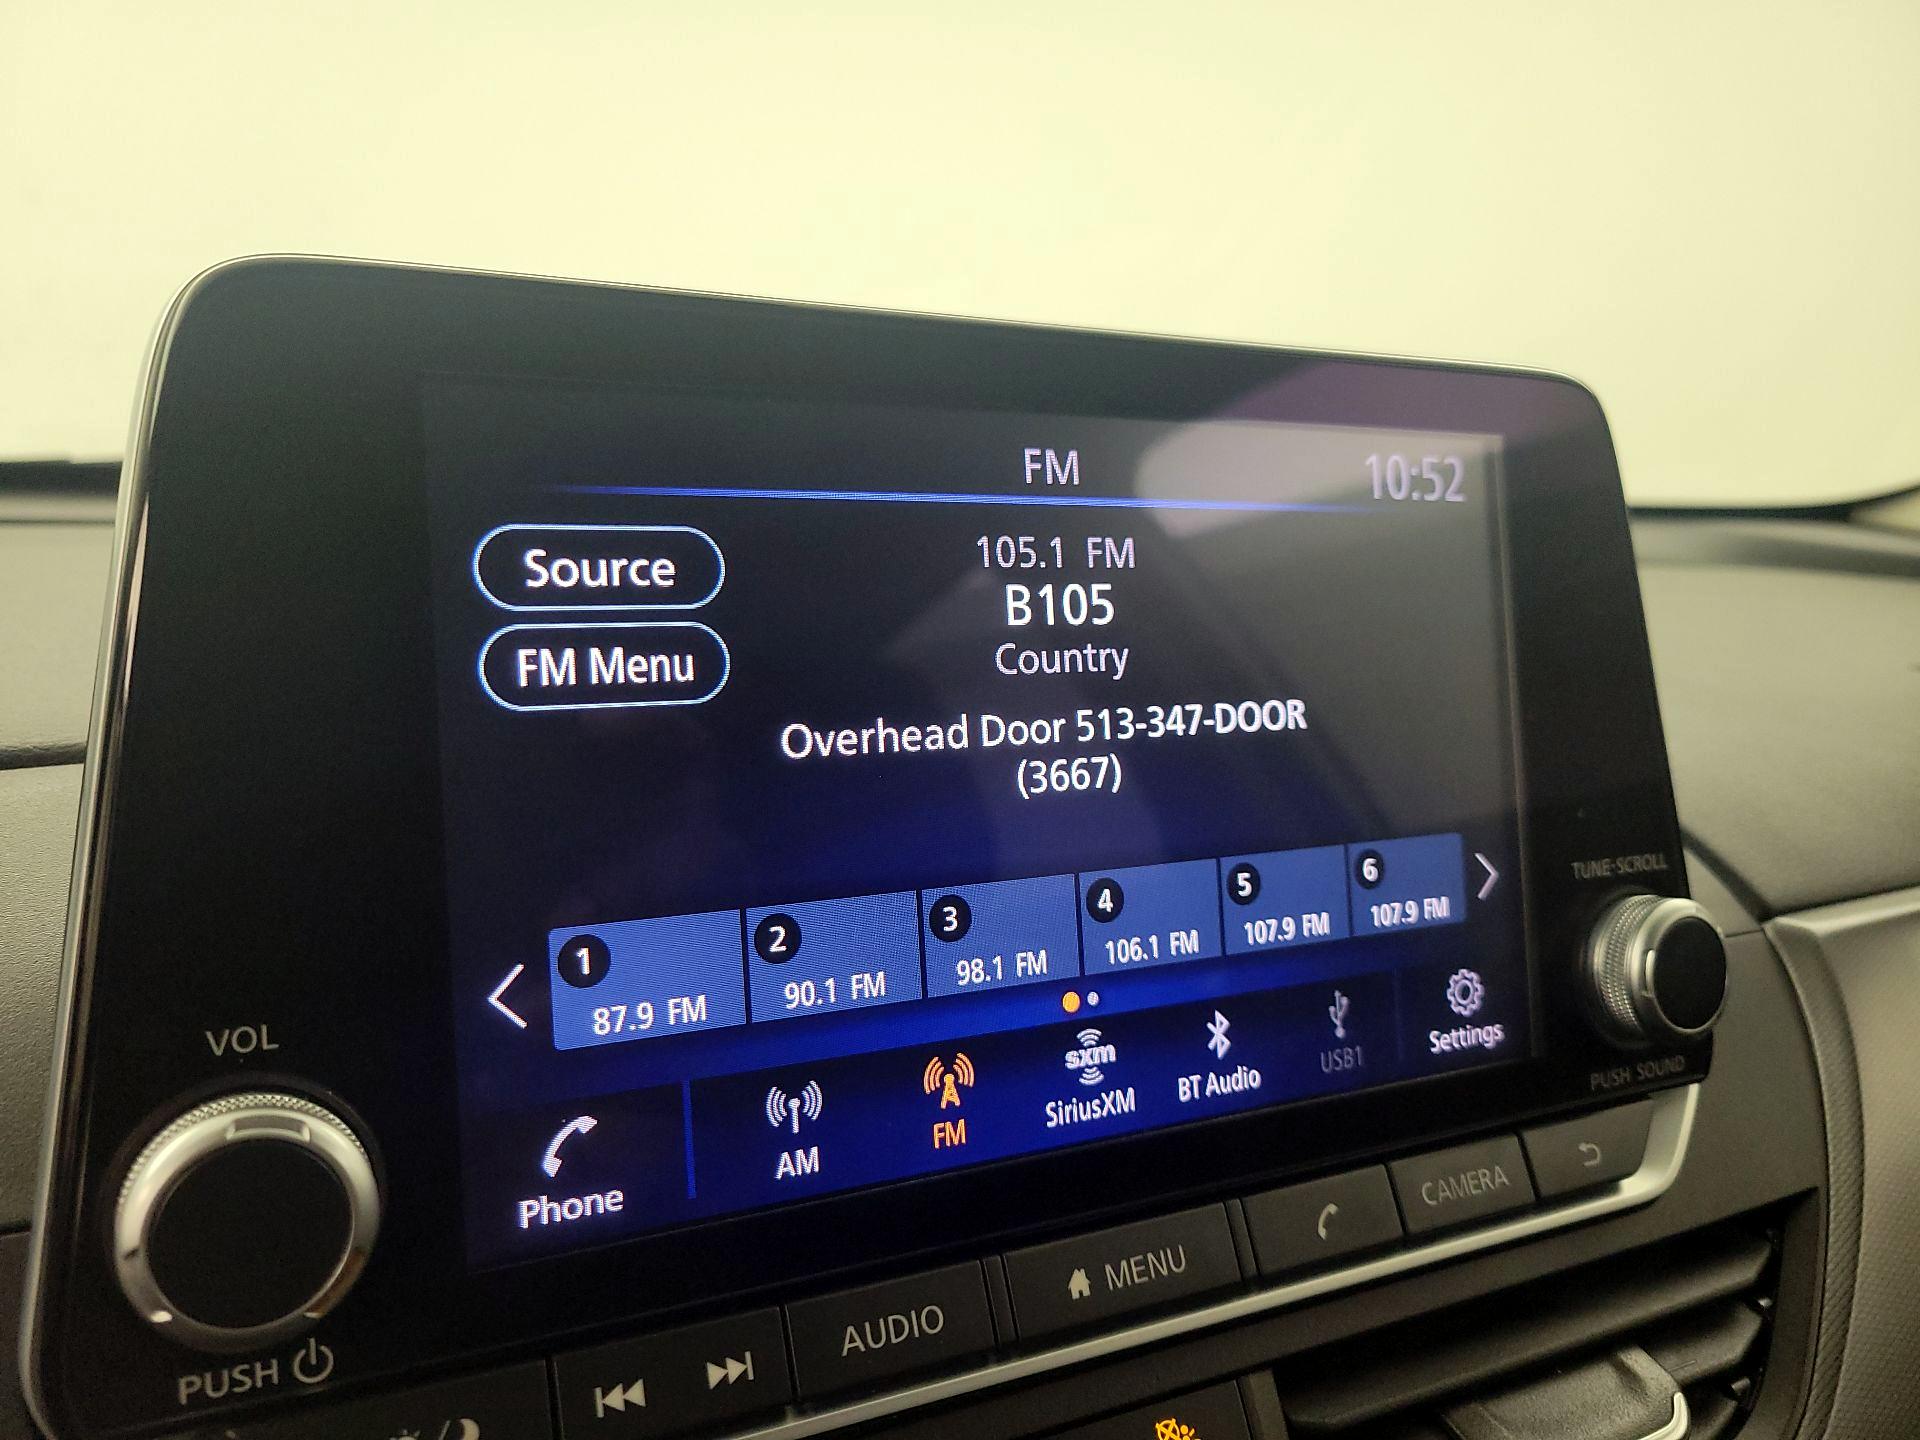 FM
10:52
Source
105.1 FM
B105
Country
FM Menu
Overhead Door 513-347-DOOR
(3667)
1
87.9 FM
2
90.1 FM
3
98.1 FM
4
106.1 FM
5
107.9 FM
6
107.9 FM
Phone
AM
FM
sxm
SiriusXM
BT Audio
USB1
Settings
VOL
PUSH
TUNE·SCROLL
PUSH SOUND
AUDIO
MENU
CAMERA